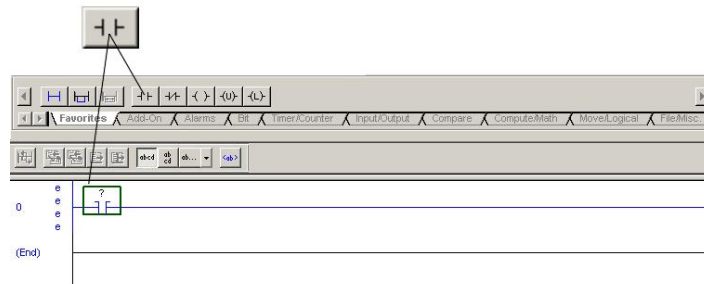 (U) (L)
Favorites Add-On Alarms Bit Timer/Counter Input/Output Compare Compute/Math Move/Logical File/Misc.
abcd ab cd ab... <ab>
e
?
e
0
e
e
(End)